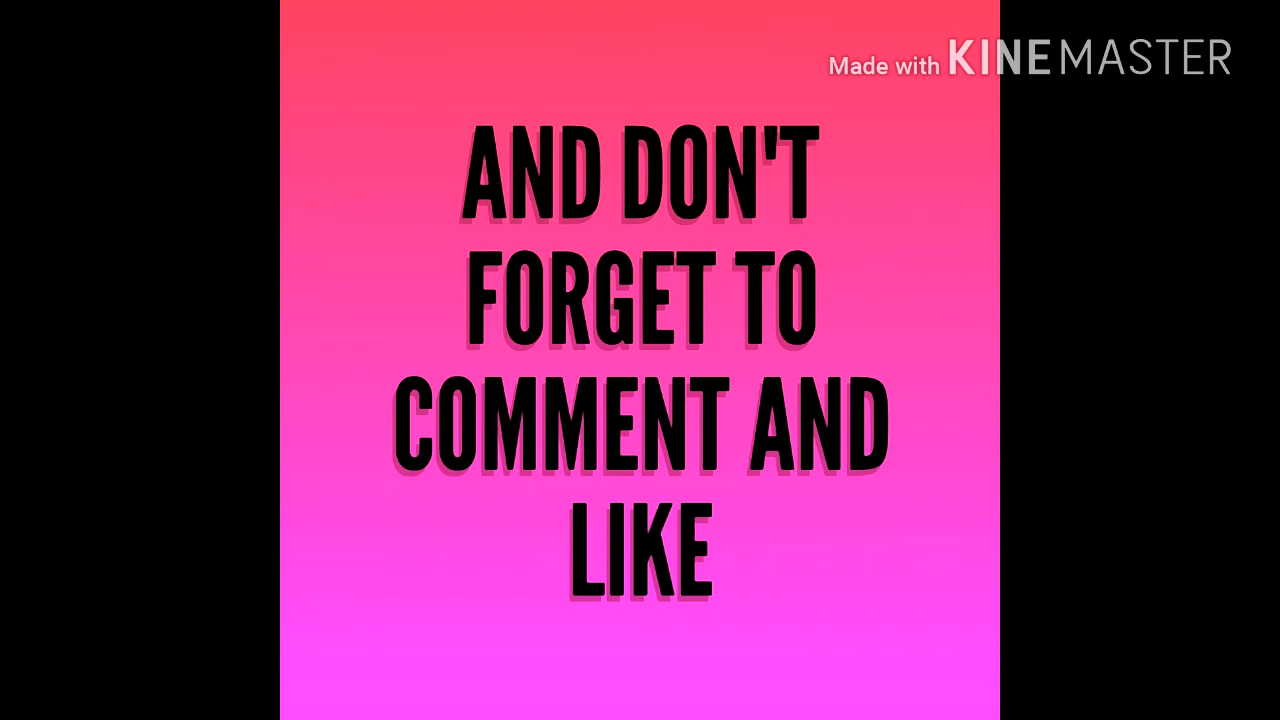 Made with KINEMASTER
AND DON'T
FORGET TO
COMMENT AND
LIKE